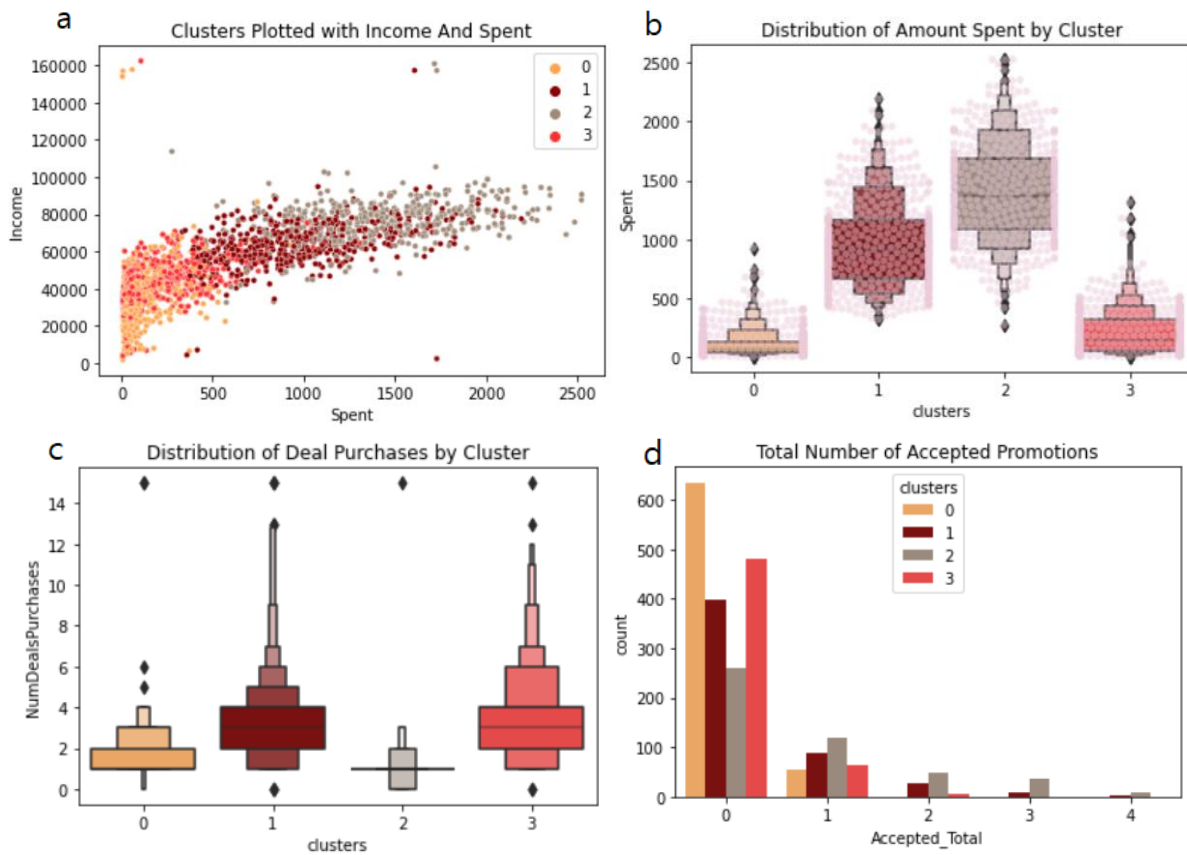 a
Clusters Plotted with Income And Spent
160000
140000
120000
100000
80000
60000
40000
20000
0
Income
0
1
2
3
0 500 1000 1500 2000 2500
Spent
b
Distribution of Amount Spent by Cluster
2500
2000
1500
1000
500
0
Spent
0 1 2 3
clusters
c
Distribution of Deal Purchases by Cluster
14
12
10
8
6
4
2
0
NumDealsPurchases
0 1 2 3
clusters
d
Total Number of Accepted Promotions
600
500
400
300
200
100
0
count
clusters
0
1
2
3
0 1 2 3 4
Accepted_Total